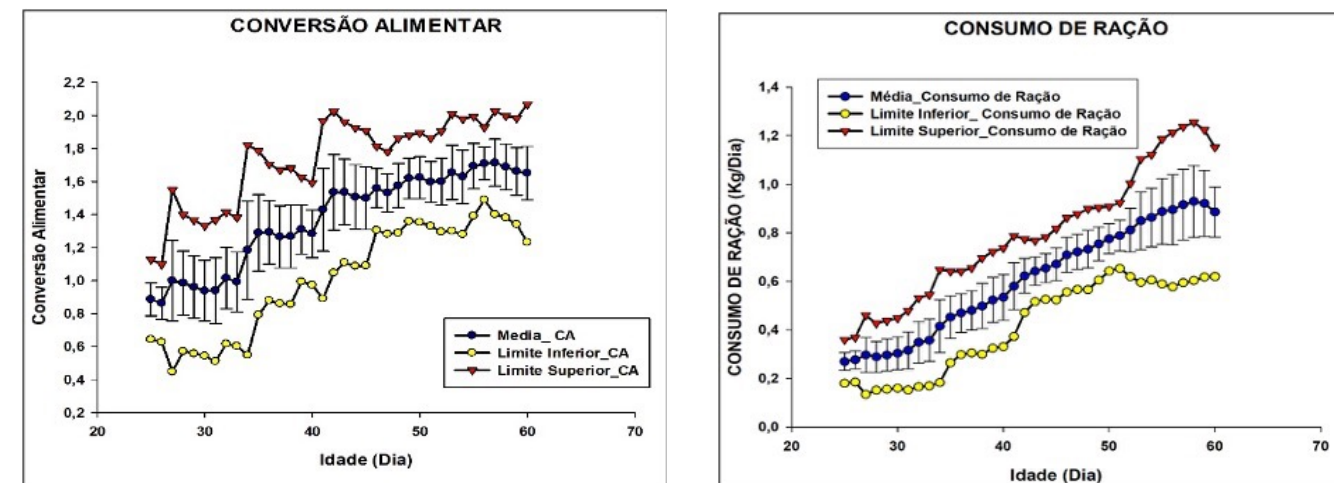 CONVERSÃO ALIMENTAR
2,2
2,0
1,8
1,6
1,4
1,2
1,0
0,8
0,6
0,4
0,2
Conversão Alimentar
Media_ CA
Limite Inferior_CA
Limite Superior_CA
20 30 40 50 60 70
Idade (Dia)
CONSUMO DE RAÇÃO
1,4
1,2
1,0
0,8
0,6
0,4
0,2
0,0
CONSUMO DE RAÇÃO (Kg/Dia)
Média_Consumo de Ração
Limite Inferior_ Consumo de Ração
Limite Superior_Consumo de Ração
20 30 40 50 60 70
Idade (Dia)